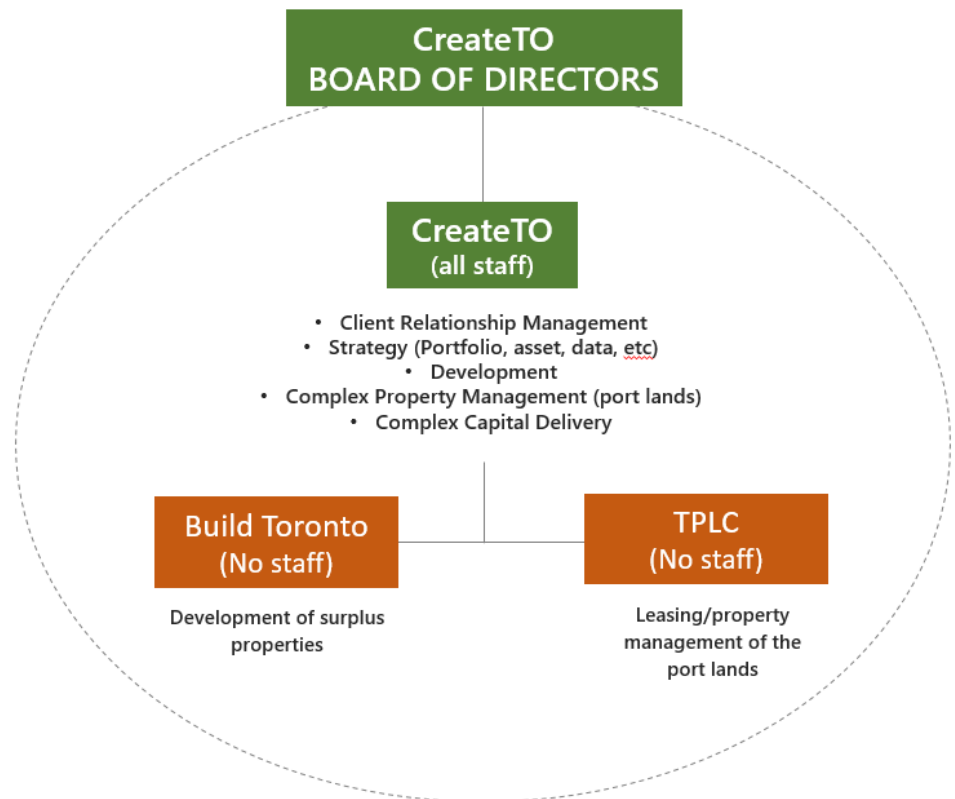 CreateTO
BOARD OF DIRECTORS
CreateTO
(all staff)
• Client Relationship Management
• Strategy (Portfolio, asset, data, etc)
• Development
• Complex Property Management (port lands)
• Complex Capital Delivery
Build Toronto
(No staff)
Development of surplus
properties
TPLC
(No staff)
Leasing/property
management of the
port lands